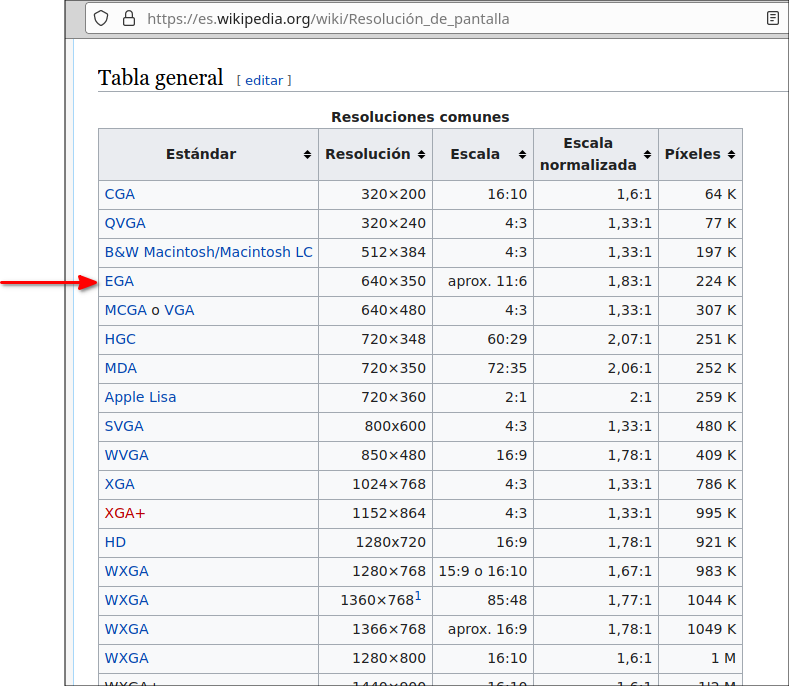 https://es.wikipedia.org/wiki/Resolución_de_pantalla
Tabla general [ editar ]
Resoluciones comunes
Estándar Resolución Escala Escala normalizada Píxeles
CGA 320×200 16:10 1,6:1 64 K
QVGA 320×240 4:3 1,33:1 77 K
B&W Macintosh/Macintosh LC 512×384 4:3 1,33:1 197 K
EGA 640×350 aprox. 11:6 1,83:1 224 K
MCGA o VGA 640×480 4:3 1,33:1 307 K
HGC 720×348 60:29 2,07:1 251 K
MDA 720×350 72:35 2,06:1 252 K
Apple Lisa 720×360 2:1 2:1 259 K
SVGA 800x600 4:3 1,33:1 480 K
WVGA 850×480 16:9 1,78:1 409 K
XGA 1024×768 4:3 1,33:1 786 K
XGA+ 1152×864 4:3 1,33:1 995 K
HD 1280x720 16:9 1,78:1 921 K
WXGA 1280×768 15:9 o 16:10 1,67:1 983 K
WXGA 1360×768¹ 85:48 1,77:1 1044 K
WXGA 1366×768 aprox. 16:9 1,78:1 1049 K
WXGA 1280×800 16:10 1,6:1 1 M